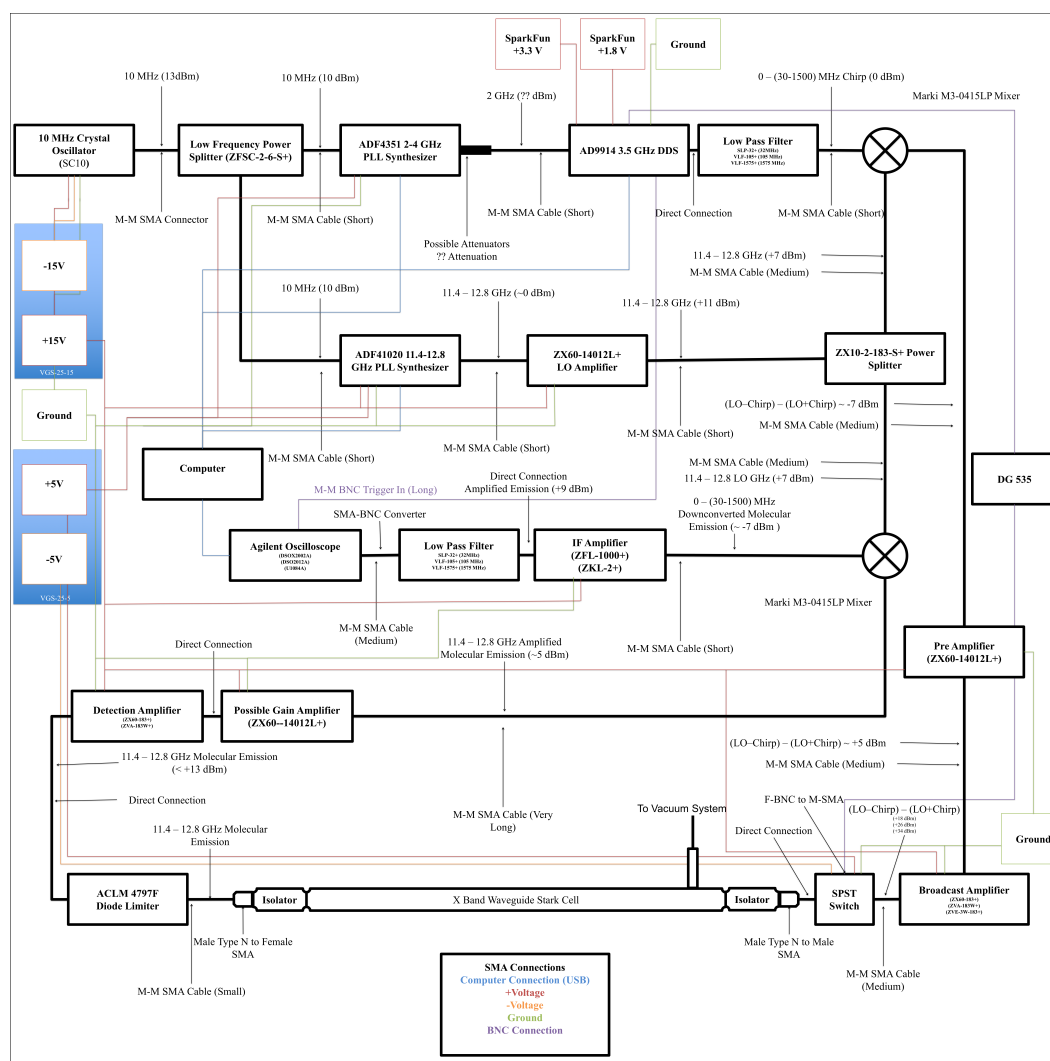 SparkFun
+3.3 V
SparkFun
+1.8 V
Ground
10 MHz (13dBm)
10 MHz (10 dBm)
2 GHz (?? dBm)
0 – (30-1500) MHz Chirp (0 dBm)
Marki M3-0415LP Mixer
10 MHz Crystal
Oscillator
(SC10)
Low Frequency Power
Splitter (ZFSC-2-6-S+)
ADF4351 2-4 GHz
PLL Synthesizer
AD9914 3.5 GHz DDS
Low Pass Filter
SLP-32+ (32MHz)
VLF-105+ (105 MHz)
VLF-1575+ (1575 MHz)
M-M SMA Connector
M-M SMA Cable (Short)
M-M SMA Cable (Short)
Direct Connection
M-M SMA Cable (Short)
Possible Attenuators
?? Attenuation
-15V
+15V
VGS-25-15
11.4 – 12.8 GHz (+7 dBm)
M-M SMA Cable (Medium)
10 MHz (10 dBm)
11.4 – 12.8 GHz (~0 dBm)
11.4 – 12.8 GHz (+11 dBm)
ADF41020 11.4-12.8
GHz PLL Synthesizer
ZX60-14012L+
LO Amplifier
ZX10-2-183-S+ Power
Splitter
Ground
(LO–Chirp) – (LO+Chirp) ~ -7 dBm
M-M SMA Cable (Medium)
M-M SMA Cable (Short)
M-M SMA Cable (Short)
M-M SMA Cable (Short)
Computer
+5V
-5V
VGS-25-5
M-M SMA Cable (Medium)
11.4 – 12.8 LO GHz (+7 dBm)
DG 535
M-M BNC Trigger In (Long)
Direct Connection
Amplified Emission (+9 dBm)
SMA-BNC Converter
0 – (30-1500) MHz
Downconverted Molecular
Emission (~ -7 dBm )
Agilent Oscilloscope
(DSOX2002A)
(DSO2012A)
(U1084A)
Low Pass Filter
SLP-32+ (32MHz)
VLF-105+ (105 MHz)
VLF-1575+ (1575 MHz)
IF Amplifier
(ZFL-1000+)
(ZKL-2+)
Marki M3-0415LP Mixer
M-M SMA Cable
(Medium)
M-M SMA Cable (Short)
Direct Connection
11.4 – 12.8 GHz Amplified
Molecular Emission (~5 dBm)
Pre Amplifier
(ZX60-14012L+)
Detection Amplifier
(ZX60-183+)
(ZVA-183W+)
Possible Gain Amplifier
(ZX60--14012L+)
11.4 – 12.8 GHz Molecular Emission
(< +13 dBm)
Direct Connection
(LO–Chirp) – (LO+Chirp) ~ +5 dBm
M-M SMA Cable (Medium)
M-M SMA Cable (Very
Long)
To Vacuum System
F-BNC to M-SMA
(LO–Chirp) – (LO+Chirp)
(+18 dBm)
(+26 dBm)
(+34 dBm)
Direct Connection
Ground
11.4 – 12.8 GHz Molecular
Emission
ACLM 4797F
Diode Limiter
Isolator
X Band Waveguide Stark Cell
Isolator
SPST
Switch
Broadcast Amplifier
(ZX60-183+)
(ZVA-183W+)
(ZVE-3W-183+)
Male Type N to Female
SMA
Male Type N to Male
SMA
M-M SMA Cable (Small)
M-M SMA Cable
(Medium)
SMA Connections
Computer Connection (USB)
+Voltage
-Voltage
Ground
BNC Connection